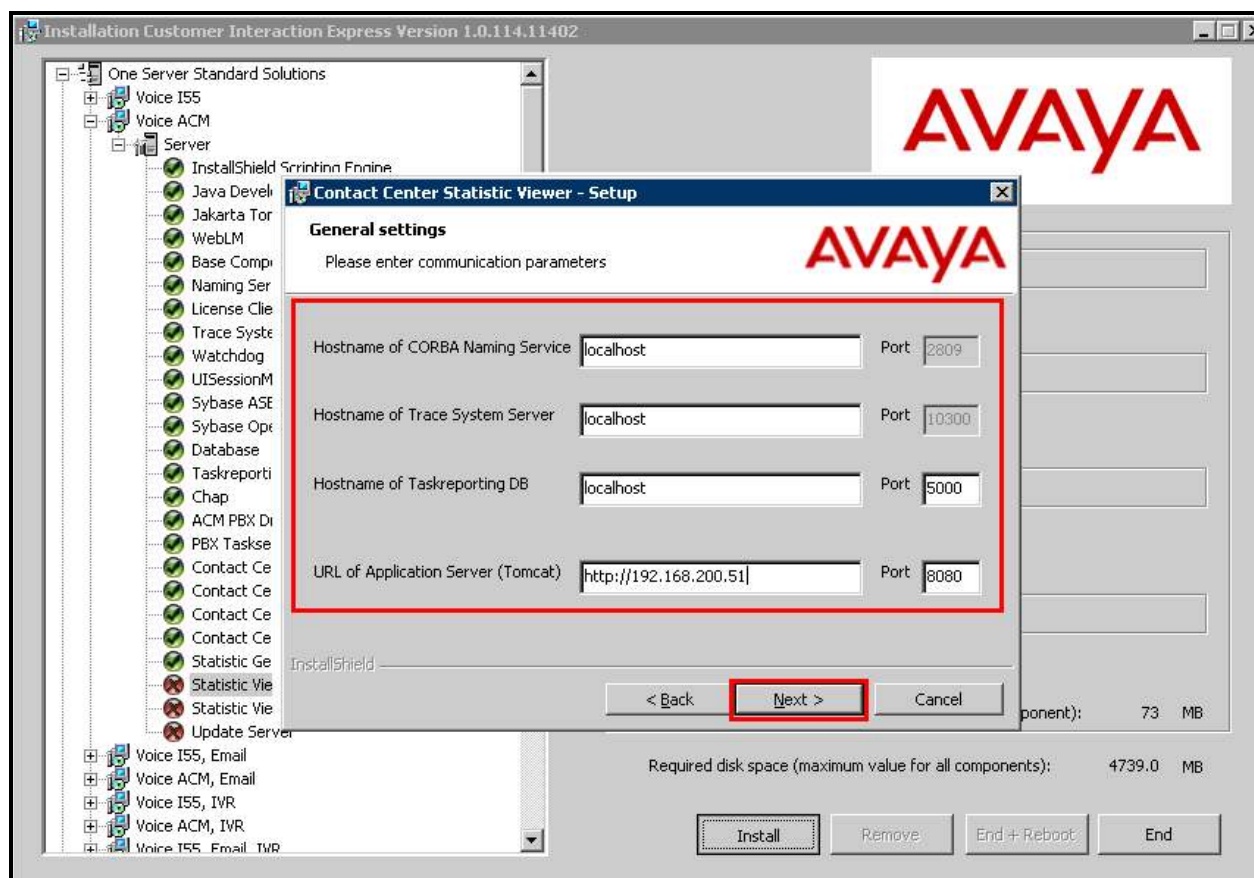 Installation Customer Interaction Express Version 1.0.114.11402
One Server Standard Solutions
Voice I55
Voice ACM
Server
InstallShield Scripting Engine
Java Devel
Jakarta Tor
WebLM
Base Comp
Naming Ser
License Clie
Trace Syste
Watchdog
UISessionM
Sybase ASE
Sybase Ope
Database
Taskreporti
Chap
ACM PBX D
PBX Taskse
Contact Ce
Contact Ce
Contact Ce
Contact Ce
Statistic Ge
Statistic Vie
Statistic Vie
Update Server
Voice I55, Email
Voice ACM, Email
Voice I55, IVR
Voice ACM, IVR
Voice I55, Email, IVR
AVAYA
Contact Center Statistic Viewer - Setup
General settings
Please enter communication parameters
AVAYA
Hostname of CORBA Naming Service localhost Port 2809
Hostname of Trace System Server localhost Port 10300
Hostname of Taskreporting DB localhost Port 5000
URL of Application Server (Tomcat) http://192.168.200.51 Port 8080
InstallShield
< Back Next > Cancel
ponent): 73 MB
Required disk space (maximum value for all components): 4739.0 MB
Install Remove End + Reboot End